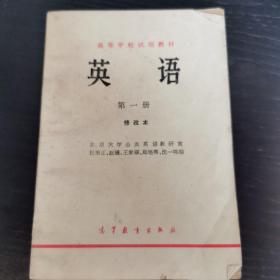 高等学校试用教材
英语
第一册
修改本
北京大学公共英语教研室
高等教育出版社